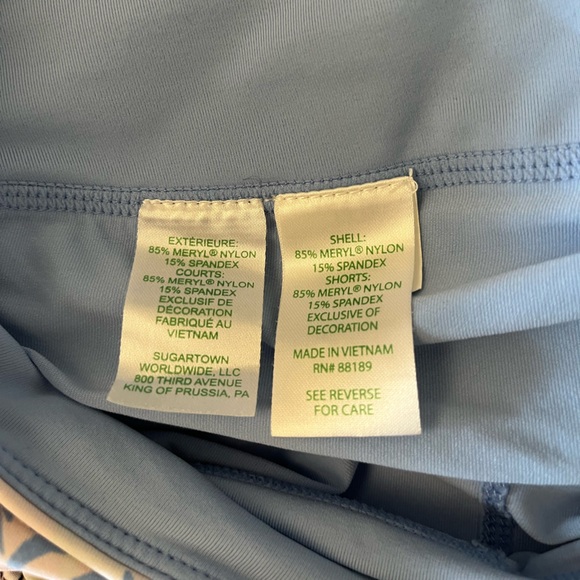 EXTÉRIEURE:
85% MERYL® NYLON
15% SPANDEX
COURTS:
85% MERYL® NYLON
15% SPANDEX
EXCLUSIF DE
DÉCORATION
FABRIQUÉ AU
VIETNAM
SUGARTOWN
WORLDWIDE, LLC
800 THIRD AVENUE
KING OF PRUSSIA, PA
SHELL:
85% MERYL® NYLON
15% SPANDEX
SHORTS:
85% MERYL® NYLON
15% SPANDEX
EXCLUSIVE OF
DECORATION
MADE IN VIETNAM
RN# 88189
SEE REVERSE
FOR CARE